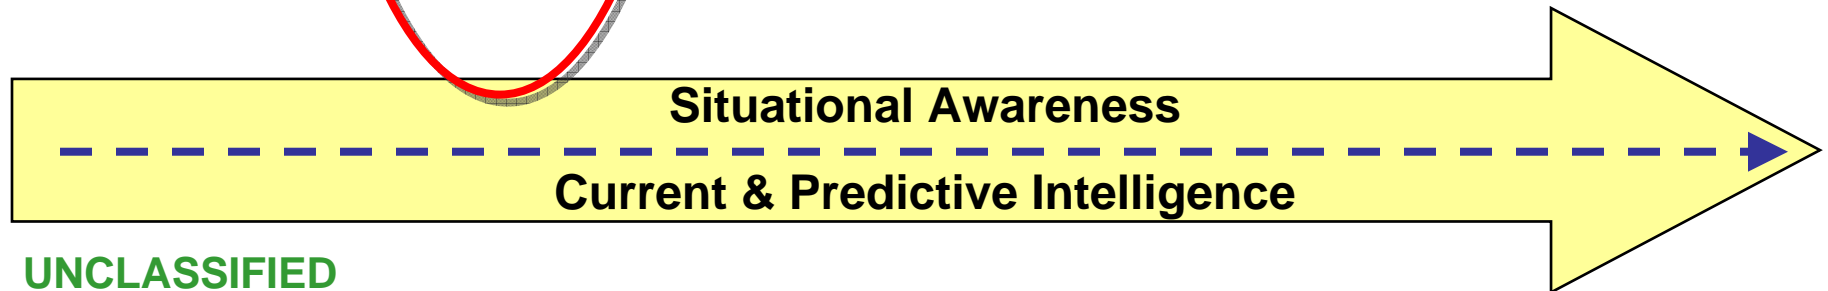 Situational Awareness
Current & Predictive Intelligence
UNCLASSIFIED